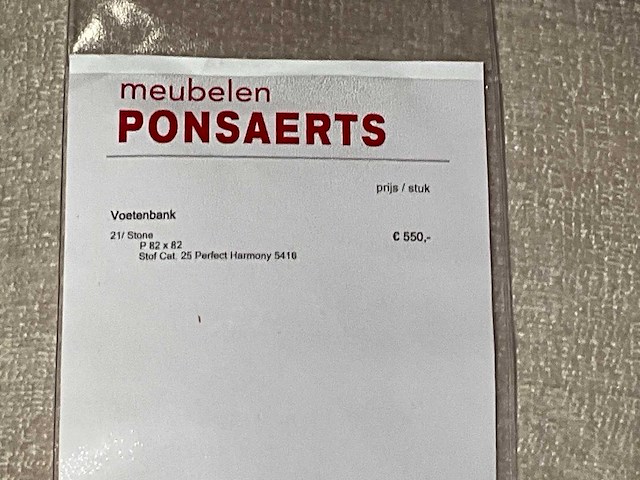 meubelen
PONSAERTS
prijs / stuk
Voetenbank
21/ Stone
€ 550,-
P 82 x 82
Stof Cat. 25 Perfect Harmony 5416